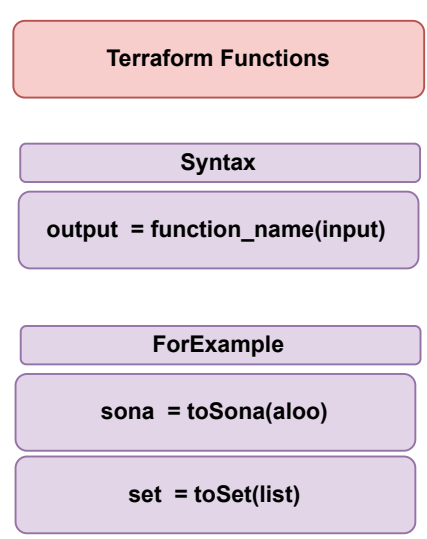 Terraform Functions
Syntax
output = function_name(input)
ForExample
sona = toSona(aloo)
set = toSet(list)